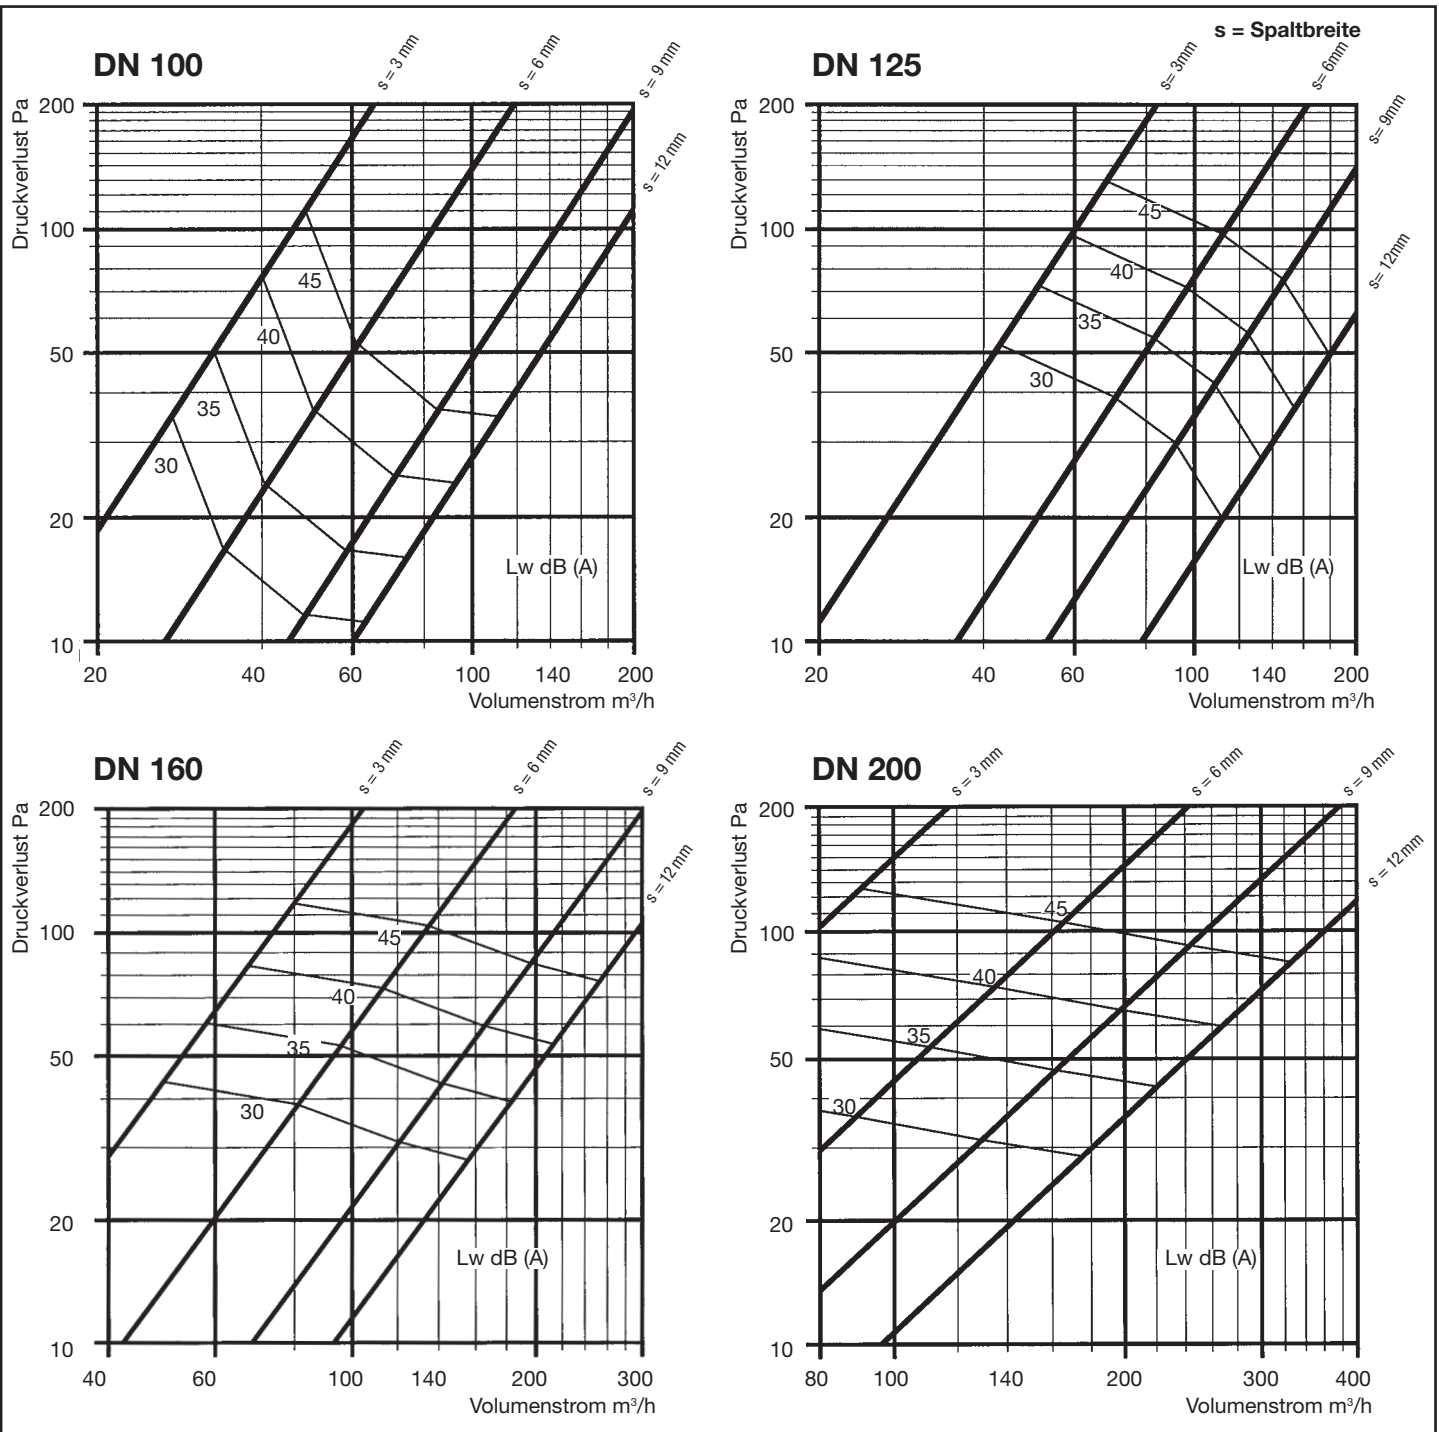 s = Spaltbreite
DN 100
s = 3 mm
s = 6 mm
s = 9 mm
s = 12 mm
Druckverlust Pa
200
100
50
20
10
45
40
35
30
Lw dB (A)
20 40 60 100 140 200
Volumenstrom m³/h
DN 125
s= 3mm
s= 6mm
s= 9mm
s= 12mm
Druckverlust Pa
200
100
50
20
10
45
40
35
30
Lw dB (A)
20 40 60 100 140 200
Volumenstrom m³/h
DN 160
s = 3 mm
s = 6 mm
s = 9 mm
s = 12 mm
Druckverlust Pa
200
100
50
20
10
45
40
35
30
Lw dB (A)
40 60 100 140 200 300
Volumenstrom m³/h
DN 200
s = 3 mm
s = 6 mm
s = 9 mm
s = 12 mm
Druckverlust Pa
200
100
50
20
10
45
40
35
30
Lw dB (A)
80 100 140 200 300 400
Volumenstrom m³/h